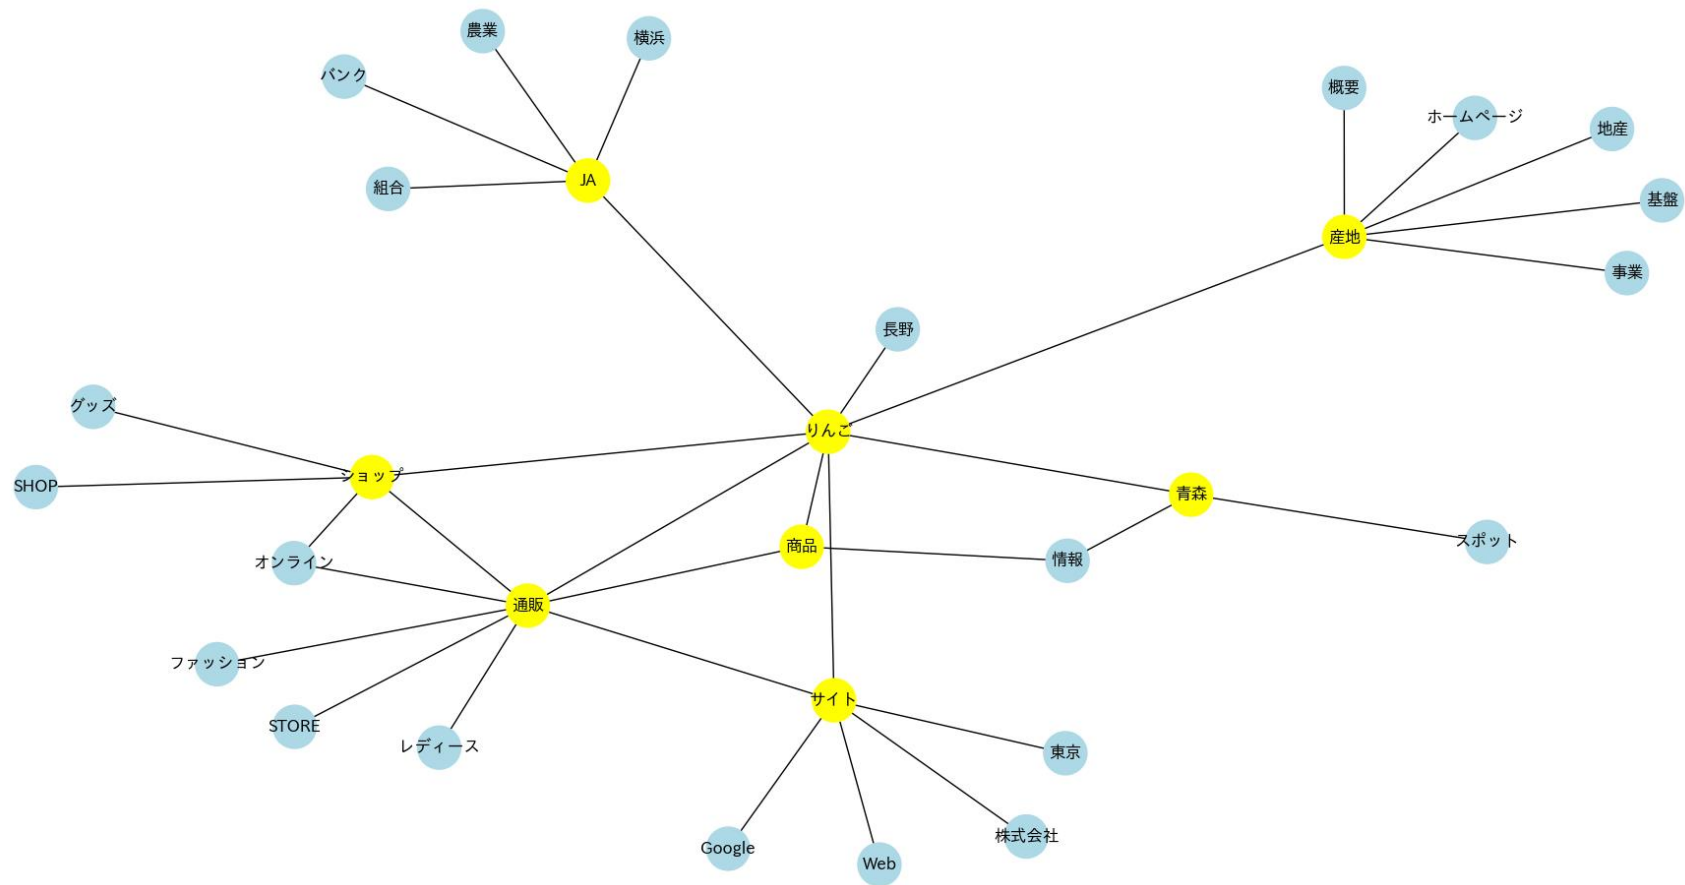 農業
横浜
バンク
概要
ホームページ
地産
JA
組合
基盤
産地
事業
長野
グッズ
りんご
ショップ
SHOP
青森
商品
スポット
オンライン
情報
通販
ファッション
サイト
STORE
レディース
東京
株式会社
Google
Web